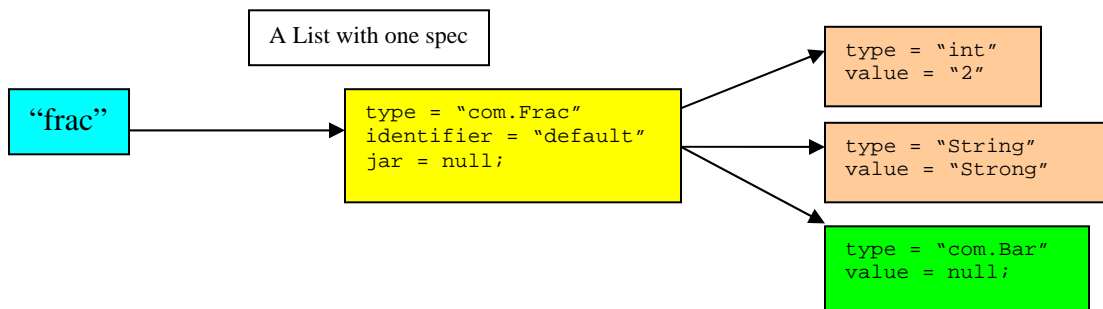 A List with one spec
“frac”
type = “com.Frac”
identifier = “default”
jar = null;
type = “int”
value = “2”
type = “String”
value = “Strong”
type = “com.Bar”
value = null;